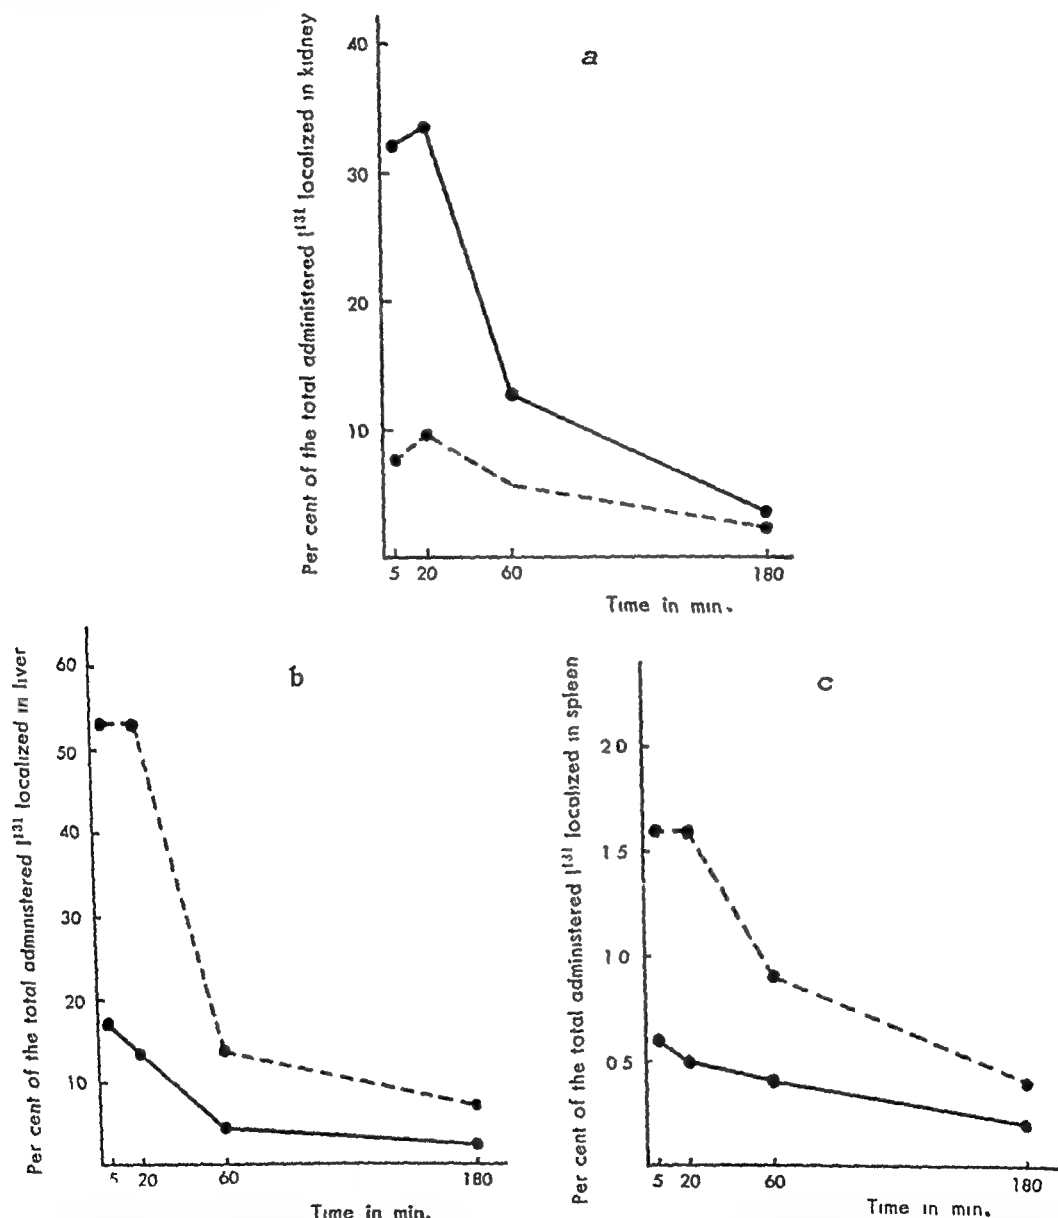 a
Per cent of the total administered I¹³¹ localized in kidney
40
30
20
10
5 20 60 180
Time in min.
b
Per cent of the total administered I¹³¹ localized in liver
60
50
40
30
20
10
5 20 60 180
Time in min.
c
Per cent of the total administered I¹³¹ localized in spleen
2 0
1 5
1 0
0 5
5 20 60 180
Time in min.